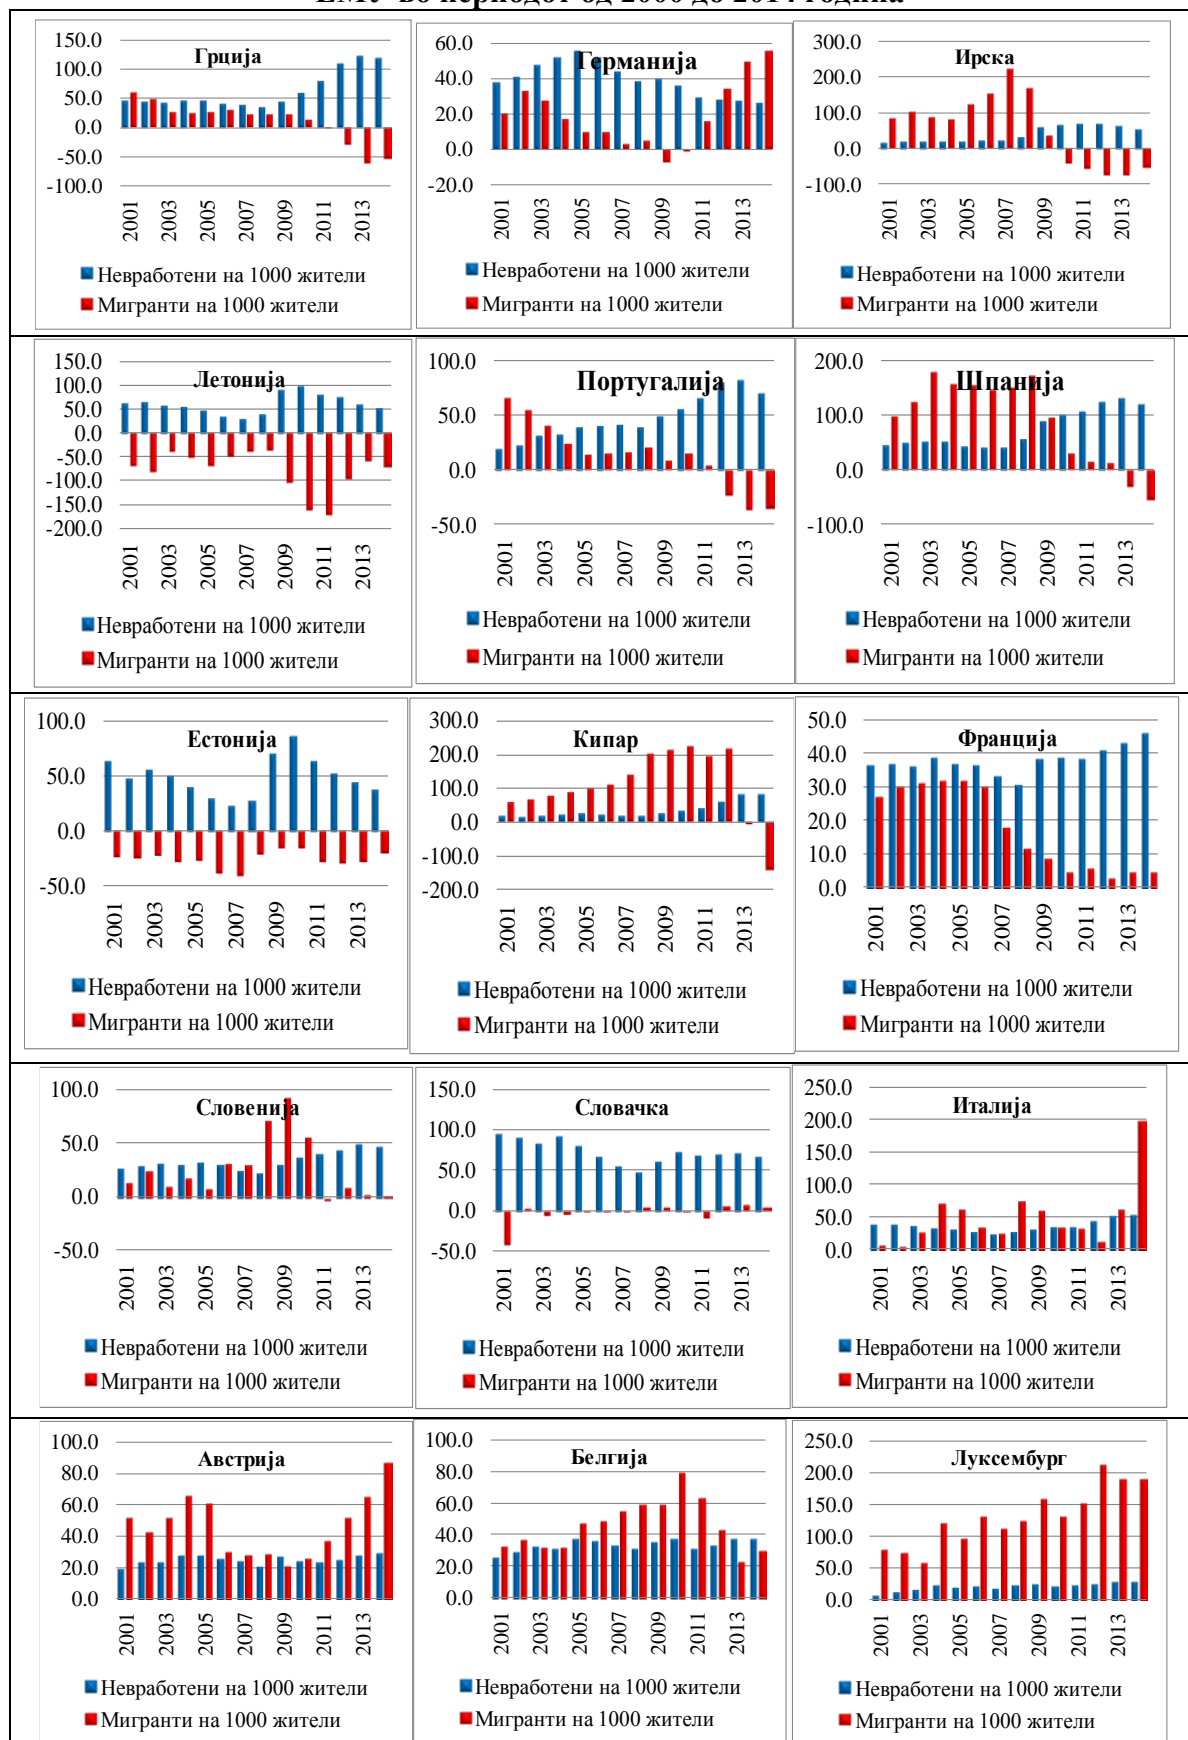 ЕМУ во периодот од 2000 до 2014 година
Грција
150.0
100.0
50.0
0.0
-50.0
-100.0
2001 2003 2005 2007 2009 2011 2013
Невработени на 1000 жители
Мигранти на 1000 жители
Германија
60.0
40.0
20.0
0.0
-20.0
2001 2003 2005 2007 2009 2011 2013
Невработени на 1000 жители
Мигранти на 1000 жители
Ирска
300.0
200.0
100.0
0.0
-100.0
2001 2003 2005 2007 2009 2011 2013
Невработени на 1000 жители
Мигранти на 1000 жители
Летонија
150.0
100.0
50.0
0.0
-50.0
-100.0
-150.0
-200.0
2001 2003 2005 2007 2009 2011 2013
Невработени на 1000 жители
Мигранти на 1000 жители
Португалија
100.0
50.0
0.0
-50.0
2001 2003 2005 2007 2009 2011 2013
Невработени на 1000 жители
Мигранти на 1000 жители
Шпанија
200.0
100.0
0.0
-100.0
2001 2003 2005 2007 2009 2011 2013
Невработени на 1000 жители
Мигранти на 1000 жители
Естонија
100.0
50.0
0.0
-50.0
2001 2003 2005 2007 2009 2011 2013
Невработени на 1000 жители
Мигранти на 1000 жители
Кипар
300.0
200.0
100.0
0.0
-100.0
-200.0
2001 2003 2005 2007 2009 2011 2013
Невработени на 1000 жители
Мигранти на 1000 жители
Франција
50.0
40.0
30.0
20.0
10.0
0.0
2001 2003 2005 2007 2009 2011 2013
Невработени на 1000 жители
Мигранти на 1000 жители
Словенија
100.0
50.0
0.0
-50.0
2001 2003 2005 2007 2009 2011 2013
Невработени на 1000 жители
Мигранти на 1000 жители
Словачка
150.0
100.0
50.0
0.0
-50.0
2001 2003 2005 2007 2009 2011 2013
Невработени на 1000 жители
Мигранти на 1000 жители
Италија
250.0
200.0
150.0
100.0
50.0
0.0
2001 2003 2005 2007 2009 2011 2013
Невработени на 1000 жители
Мигранти на 1000 жители
Австрија
100.0
80.0
60.0
40.0
20.0
0.0
2001 2003 2005 2007 2009 2011 2013
Невработени на 1000 жители
Мигранти на 1000 жители
Белгија
100.0
80.0
60.0
40.0
20.0
0.0
2001 2003 2005 2007 2009 2011 2013
Невработени на 1000 жители
Мигранти на 1000 жители
Луксембург
250.0
200.0
150.0
100.0
50.0
0.0
2001 2003 2005 2007 2009 2011 2013
Невработени на 1000 жители
Мигранти на 1000 жители